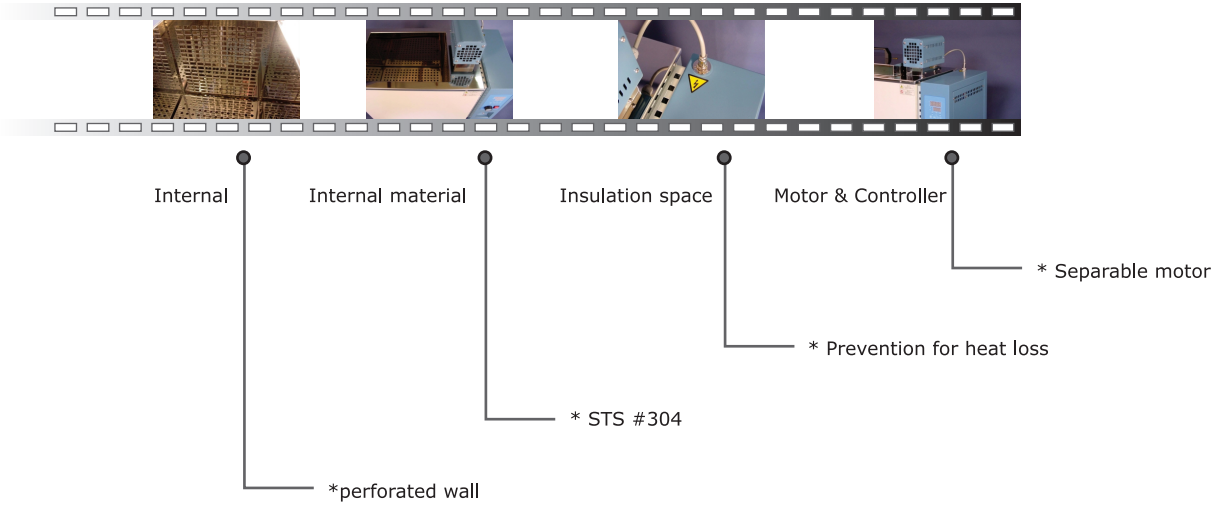 Internal
Internal material
Insulation space
Motor & Controller
* Separable motor
* Prevention for heat loss
* STS #304
*perforated wall